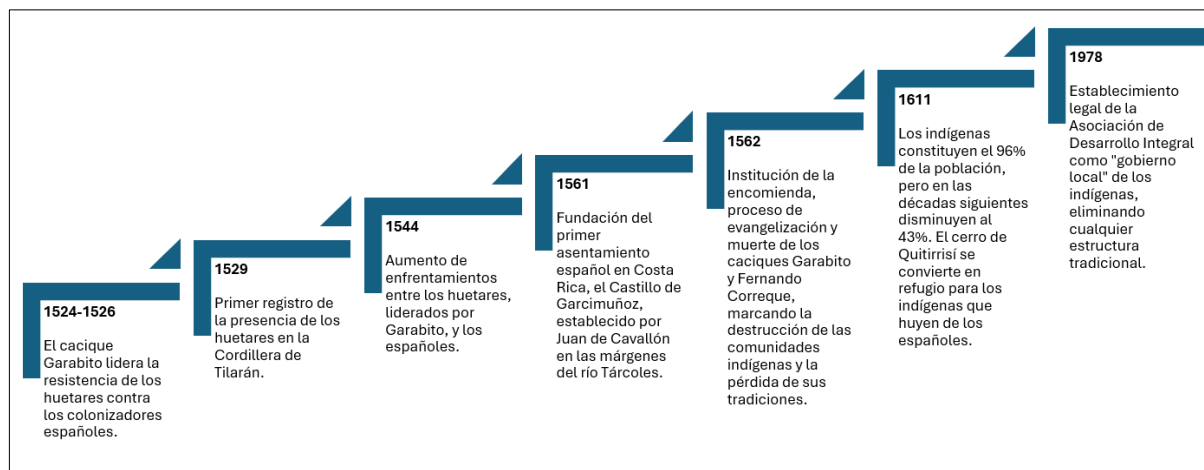 1524-1526
El cacique
Garabito lidera la
resistencia de los
huetares contra
los colonizadores
españoles.
1529
Primer registro de
la presencia de los
huetares en la
Cordillera de
Tilarán.
1544
Aumento de
enfrentamientos
entre los huetares,
liderados por
Garabito, y los
españoles.
1561
Fundación del
primer
asentamiento
español en Costa
Rica, el Castillo de
Garcimuñoz,
establecido por
Juan de Cavallón
en las márgenes
del río Tárcoles.
1562
Institución de la
encomienda,
proceso de
evangelización y
muerte de los
caciques Garabito
y Fernando
Correque,
marcando la
destrucción de las
comunidades
indígenas y la
pérdida de sus
tradiciones.
1611
Los indígenas
constituyen el 96%
de la población,
pero en las
décadas siguientes
disminuyen al
43%. El cerro de
Quitirrisí se
convierte en
refugio para los
indígenas que
huyen de los
españoles.
1978
Establecimiento
legal de la
Asociación de
Desarrollo Integral
como "gobierno
local" de los
indígenas,
eliminando
cualquier
estructura
tradicional.